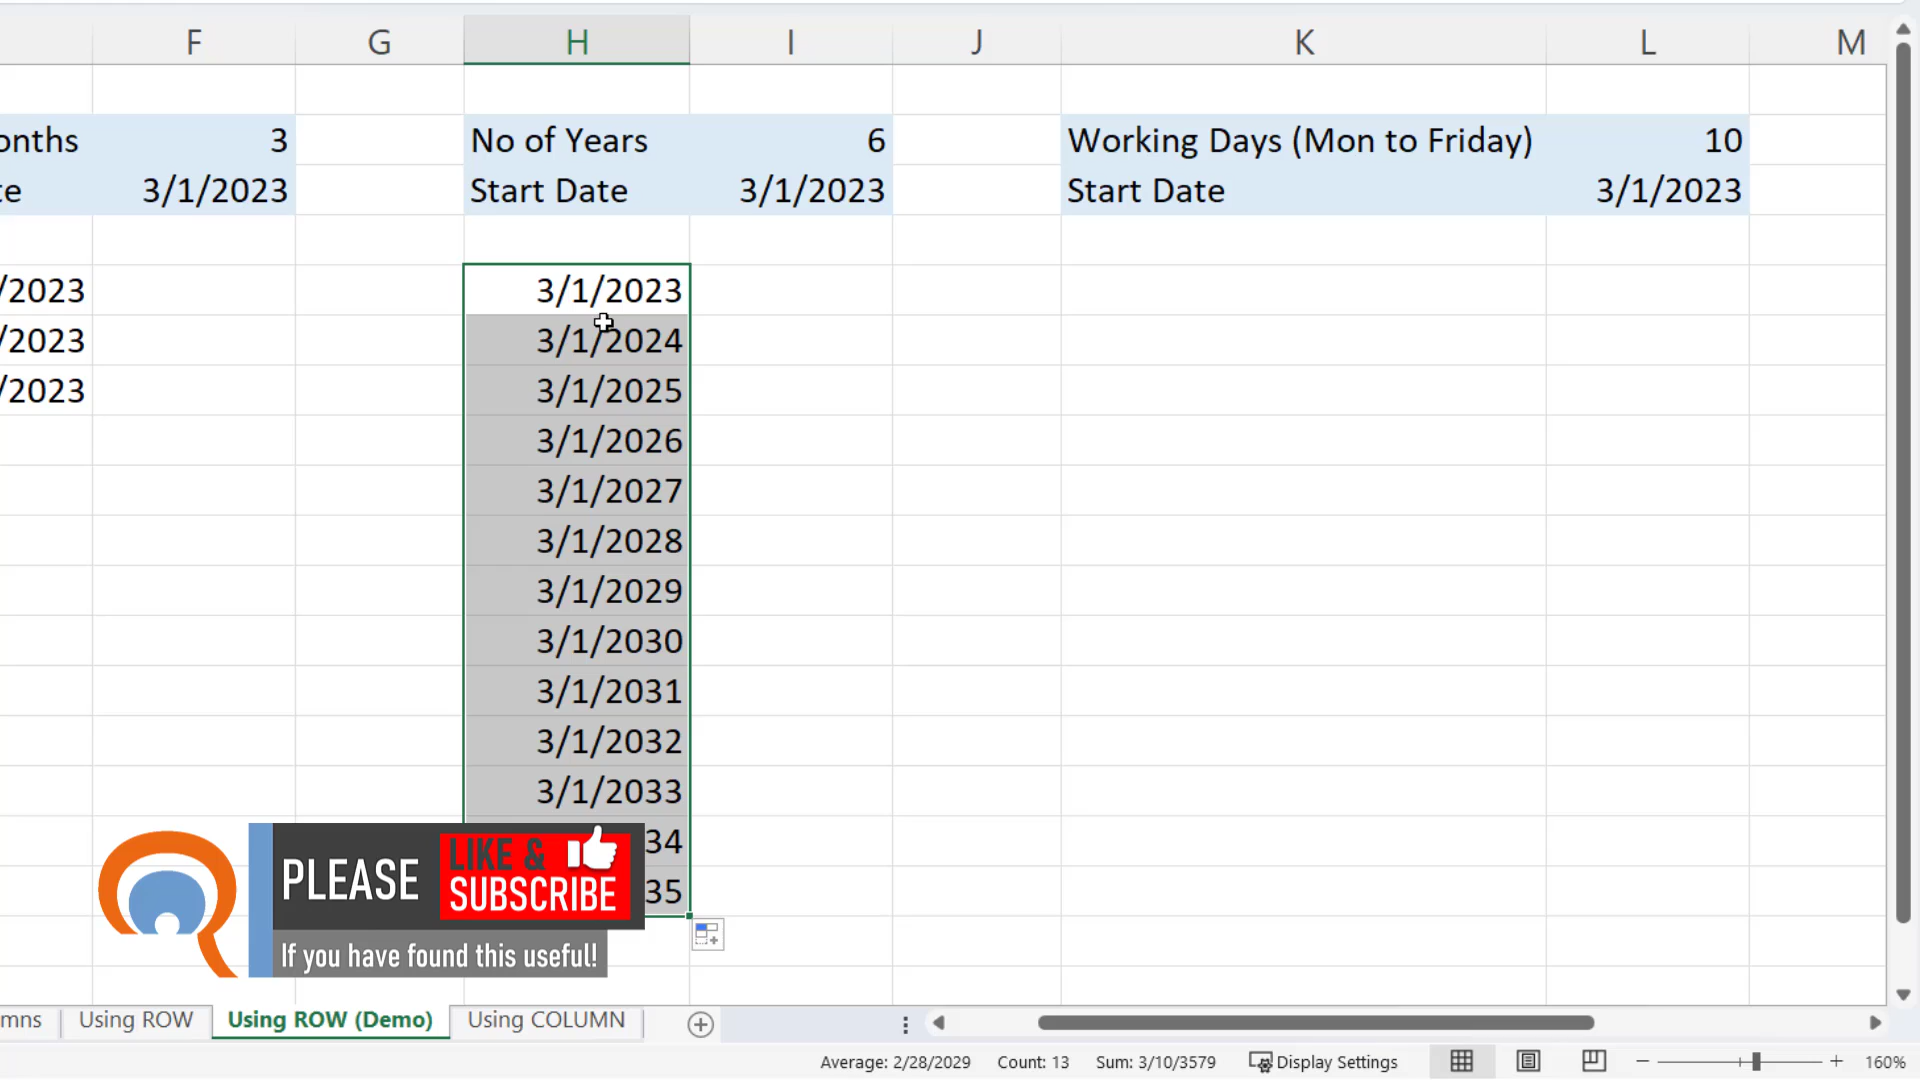 F G H I J K L M
onths 3 No of Years 6 Working Days (Mon to Friday) 10
te 3/1/2023 Start Date 3/1/2023 Start Date 3/1/2023
/2023 3/1/2023
/2023 3/1/2024
/2023 3/1/2025
3/1/2026
3/1/2027
3/1/2028
3/1/2029
3/1/2030
3/1/2031
3/1/2032
3/1/2033
34
35
PLEASE LIKE & SUBSCRIBE
If you have found this useful!
mns Using ROW Using ROW (Demo) Using COLUMN
Average: 2/28/2029 Count: 13 Sum: 3/10/3579 Display Settings 160%